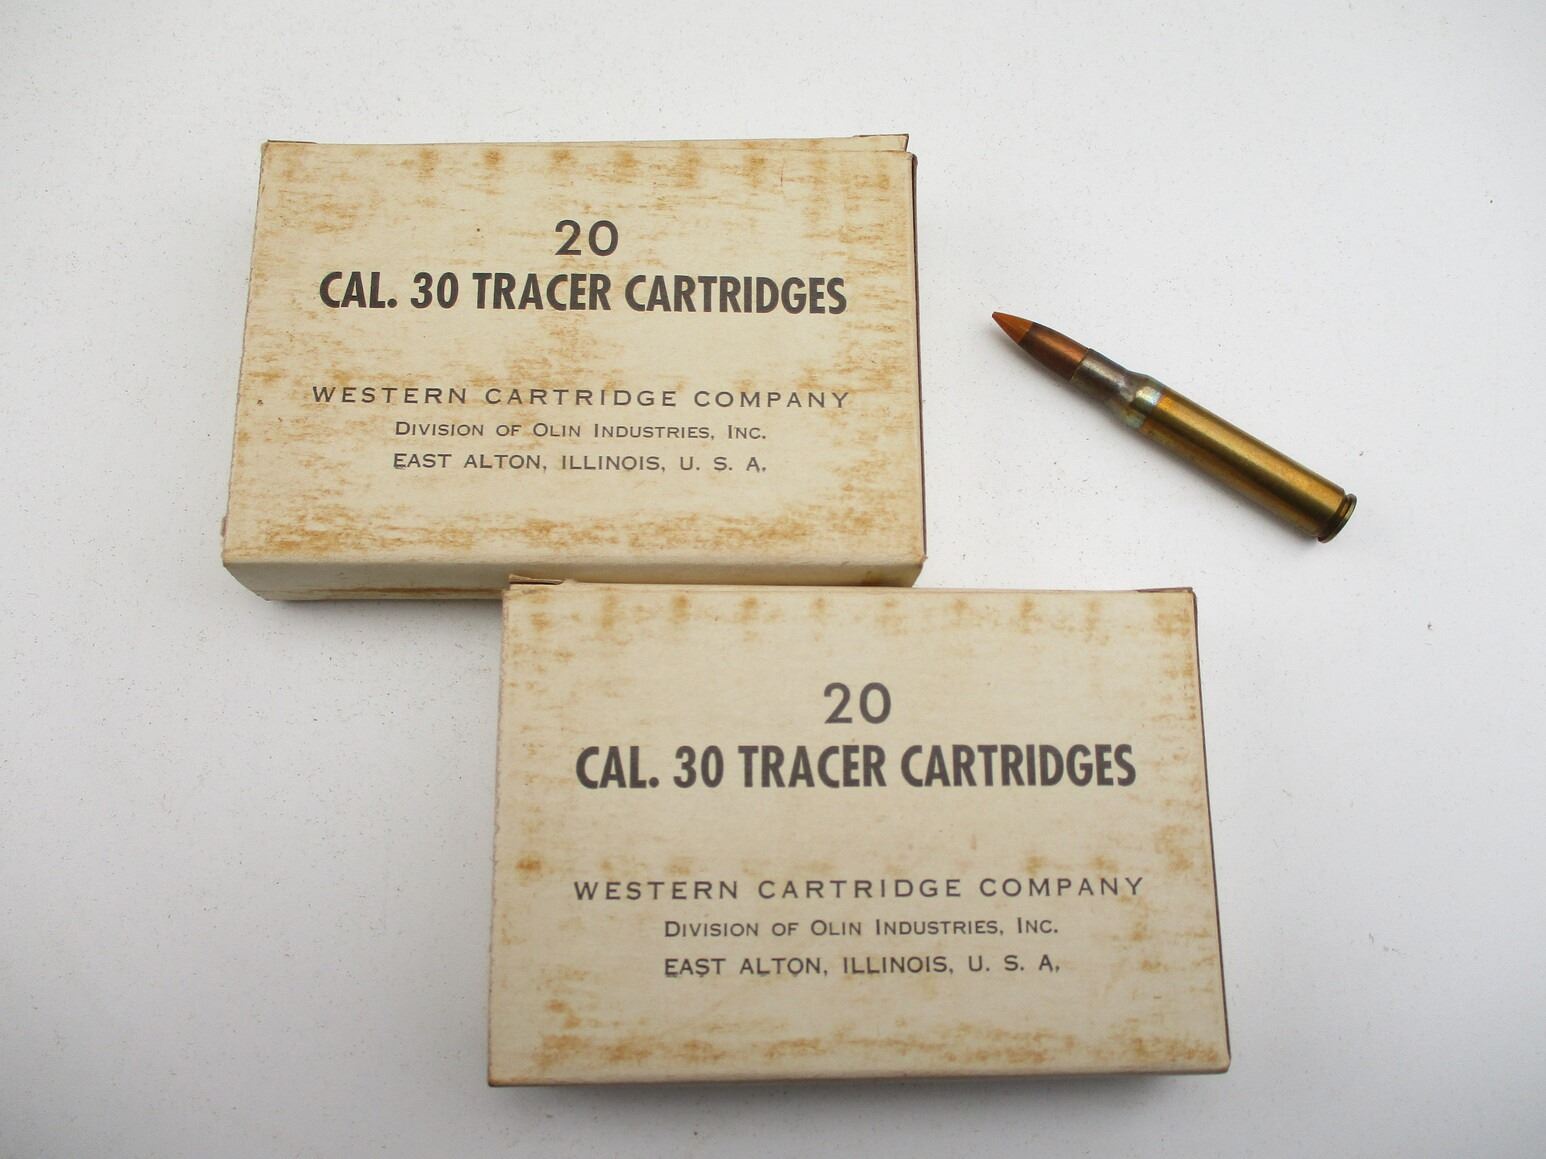 20
CAL. 30 TRACER CARTRIDGES
WESTERN CARTRIDGE COMPANY
DIVISION OF OLIN INDUSTRIES, INC.
EAST ALTON, ILLINOIS, U. S. A.
20
CAL. 30 TRACER CARTRIDGES
WESTERN CARTRIDGE COMPANY
DIVISION OF OLIN INDUSTRIES, INC.
EAST ALTON, ILLINOIS, U. S. A.